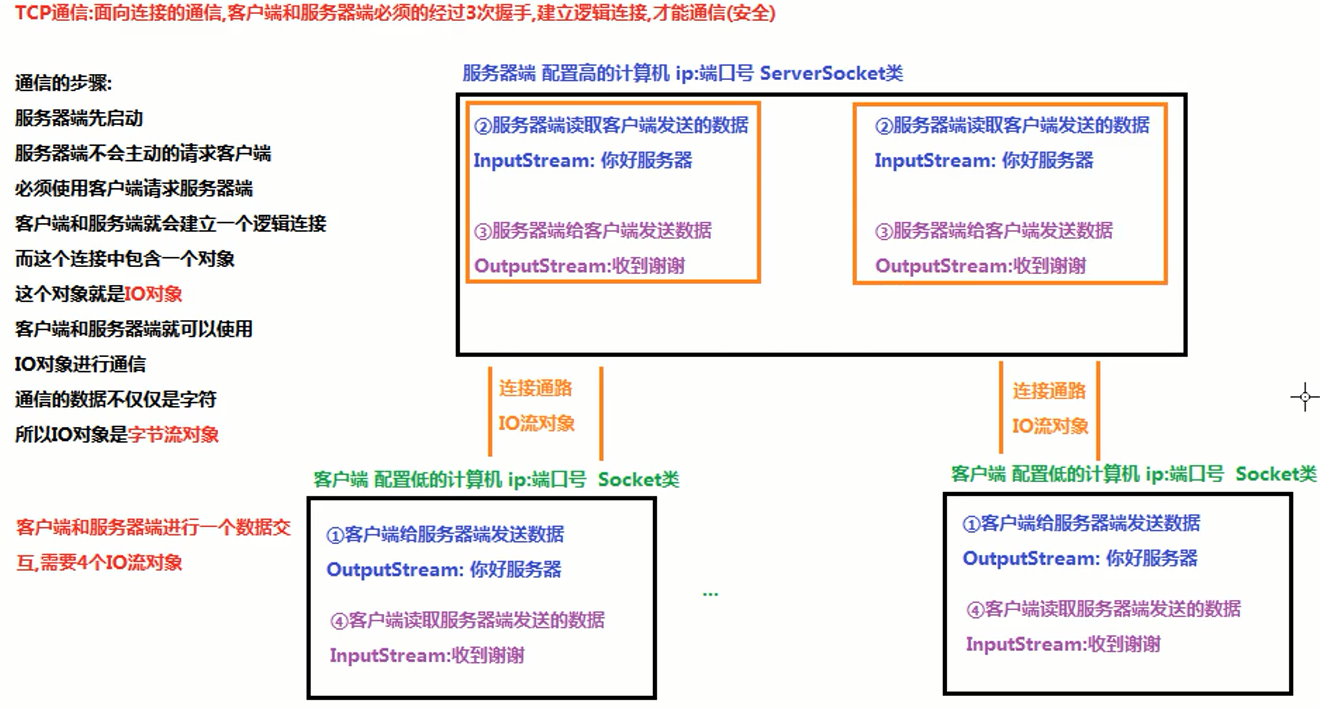 TCP通信:面向连接的通信,客户端和服务器端必须的经过3次握手,建立逻辑连接,才能通信(安全)
通信的步骤:
服务器端先启动
服务器端不会主动的请求客户端
必须使用客户端请求服务器端
客户端和服务端就会建立一个逻辑连接
而这个连接中包含一个对象
这个对象就是IO对象
客户端和服务器端就可以使用
IO对象进行通信
通信的数据不仅仅是字符
所以IO对象是字节流对象
客户端和服务器端进行一个数据交
互,需要4个IO流对象
服务器端 配置高的计算机 ip:端口号 ServerSocket类
②服务器端读取客户端发送的数据
InputStream: 你好服务器
③服务器端给客户端发送数据
OutputStream:收到谢谢
②服务器端读取客户端发送的数据
InputStream: 你好服务器
③服务器端给客户端发送数据
OutputStream:收到谢谢
连接通路
IO流对象
连接通路
IO流对象
客户端 配置低的计算机 ip:端口号 Socket类
①客户端给服务器端发送数据
OutputStream: 你好服务器
④客户端读取服务器端发送的数据
InputStream:收到谢谢
...
客户端 配置低的计算机 ip:端口号 Socket类
①客户端给服务器端发送数据
OutputStream: 你好服务器
④客户端读取服务器端发送的数据
InputStream:收到谢谢